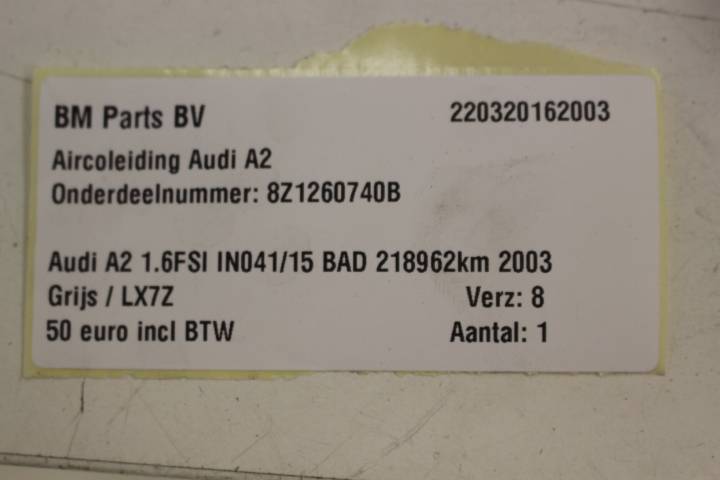 BM Parts BV 220320162003
Aircoleiding Audi A2
Onderdeelnummer: 8Z1260740B
Audi A2 1.6FSI IN041/15 BAD 218962km 2003
Grijs / LX7Z Verz: 8
50 euro incl BTW Aantal: 1